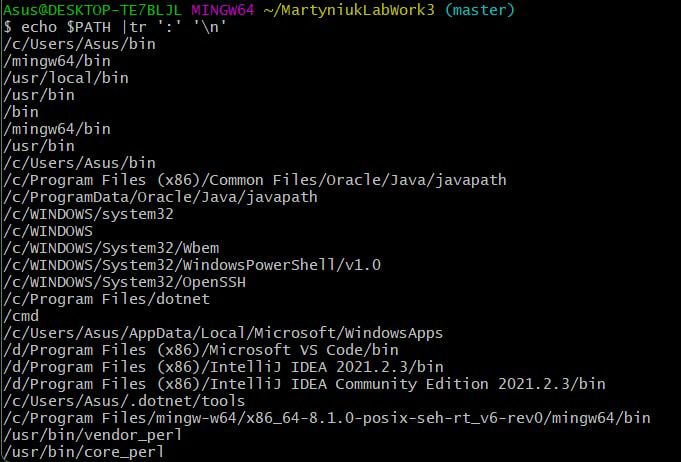 Asus@DESKTOP-TE7BLJL MINGW64 ~/MartyniukLabWork3 (master)
$ echo $PATH |tr ':' '\n'
/c/Users/Asus/bin
/mingw64/bin
/usr/local/bin
/usr/bin
/bin
/mingw64/bin
/usr/bin
/c/Users/Asus/bin
/c/Program Files (x86)/Common Files/Oracle/Java/javapath
/c/ProgramData/Oracle/Java/javapath
/c/WINDOWS/system32
/c/WINDOWS
/c/WINDOWS/System32/Wbem
/c/WINDOWS/System32/WindowsPowerShell/v1.0
/c/WINDOWS/System32/OpenSSH
/c/Program Files/dotnet
/cmd
/c/Users/Asus/AppData/Local/Microsoft/WindowsApps
/d/Program Files (x86)/Microsoft VS Code/bin
/d/Program Files (x86)/IntelliJ IDEA 2021.2.3/bin
/d/Program Files (x86)/IntelliJ IDEA Community Edition 2021.2.3/bin
/c/Users/Asus/.dotnet/tools
/c/Program Files/mingw-w64/x86_64-8.1.0-posix-seh-rt_v6-rev0/mingw64/bin
/usr/bin/vendor_perl
/usr/bin/core_perl